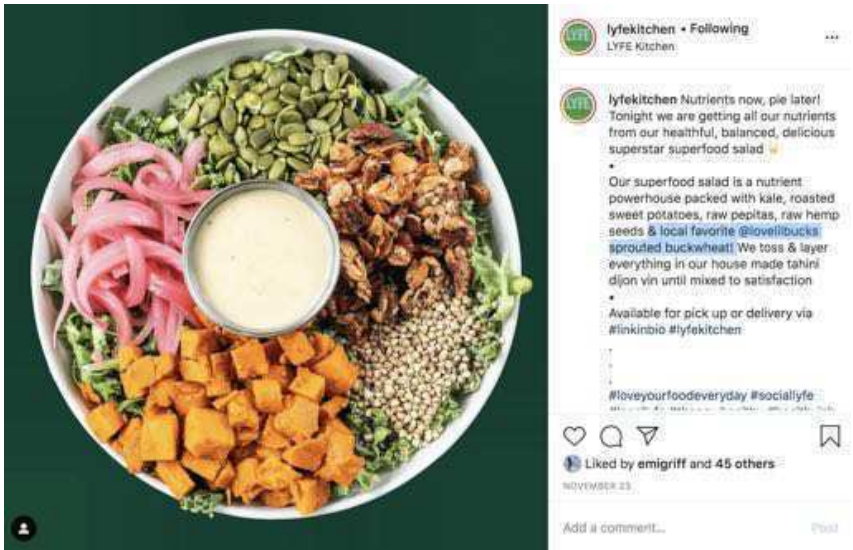 lyfekitchen • Following
LYFE Kitchen
LYFE
LYFE
lyfekitchen Nutrients now, pie later!
Tonight we are getting all our nutrients
from our healthful, balanced, delicious
superstar superfood salad
•
Our superfood salad is a nutrient
powerhouse packed with kale, roasted
sweet potatoes, raw pepitas, raw hemp
seeds & local favorite @lovelilbucks
sprouted buckwheat! We toss & layer
everything in our house made tahini
dijon vin until mixed to satisfaction
•
Available for pick up or delivery via
#linkinbio #lyfekitchen
.
.
.
#loveyourfoodeveryday #sociallyfe
Liked by emigriff and 45 others
NOVEMBER 23
Add a comment...
Post